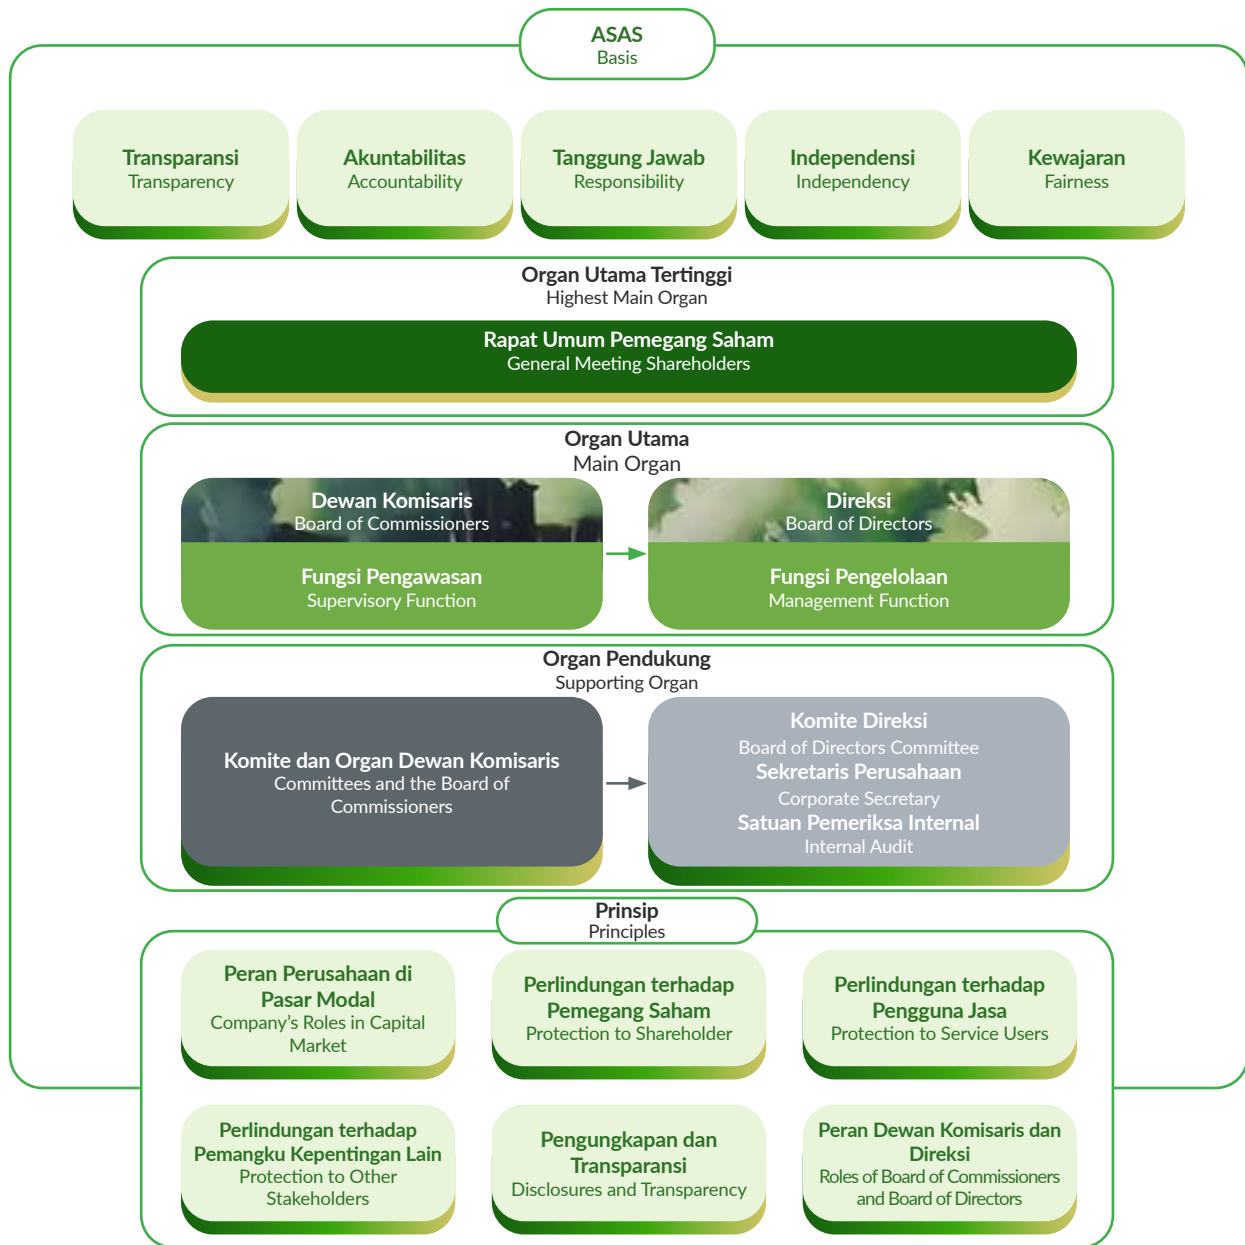 ASAS
Basis
Transparansi
Transparency
Akuntabilitas
Accountability
Tanggung Jawab
Responsibility
Independensi
Independency
Kewajaran
Fairness
Organ Utama Tertinggi
Highest Main Organ
Rapat Umum Pemegang Saham
General Meeting Shareholders
Organ Utama
Main Organ
Dewan Komisaris
Board of Commissioners
Fungsi Pengawasan
Supervisory Function
Direksi
Board of Directors
Fungsi Pengelolaan
Management Function
Organ Pendukung
Supporting Organ
Komite dan Organ Dewan Komisaris
Committees and the Board of
Commissioners
Komite Direksi
Board of Directors Committee
Sekretaris Perusahaan
Corporate Secretary
Satuan Pemeriksa Internal
Internal Audit
Prinsip
Principles
Peran Perusahaan di
Pasar Modal
Company’s Roles in Capital
Market
Perlindungan terhadap
Pemegang Saham
Protection to Shareholder
Perlindungan terhadap
Pengguna Jasa
Protection to Service Users
Perlindungan terhadap
Pemangku Kepentingan Lain
Protection to Other
Stakeholders
Pengungkapan dan
Transparansi
Disclosures and Transparency
Peran Dewan Komisaris dan
Direksi
Roles of Board of Commissioners
and Board of Directors